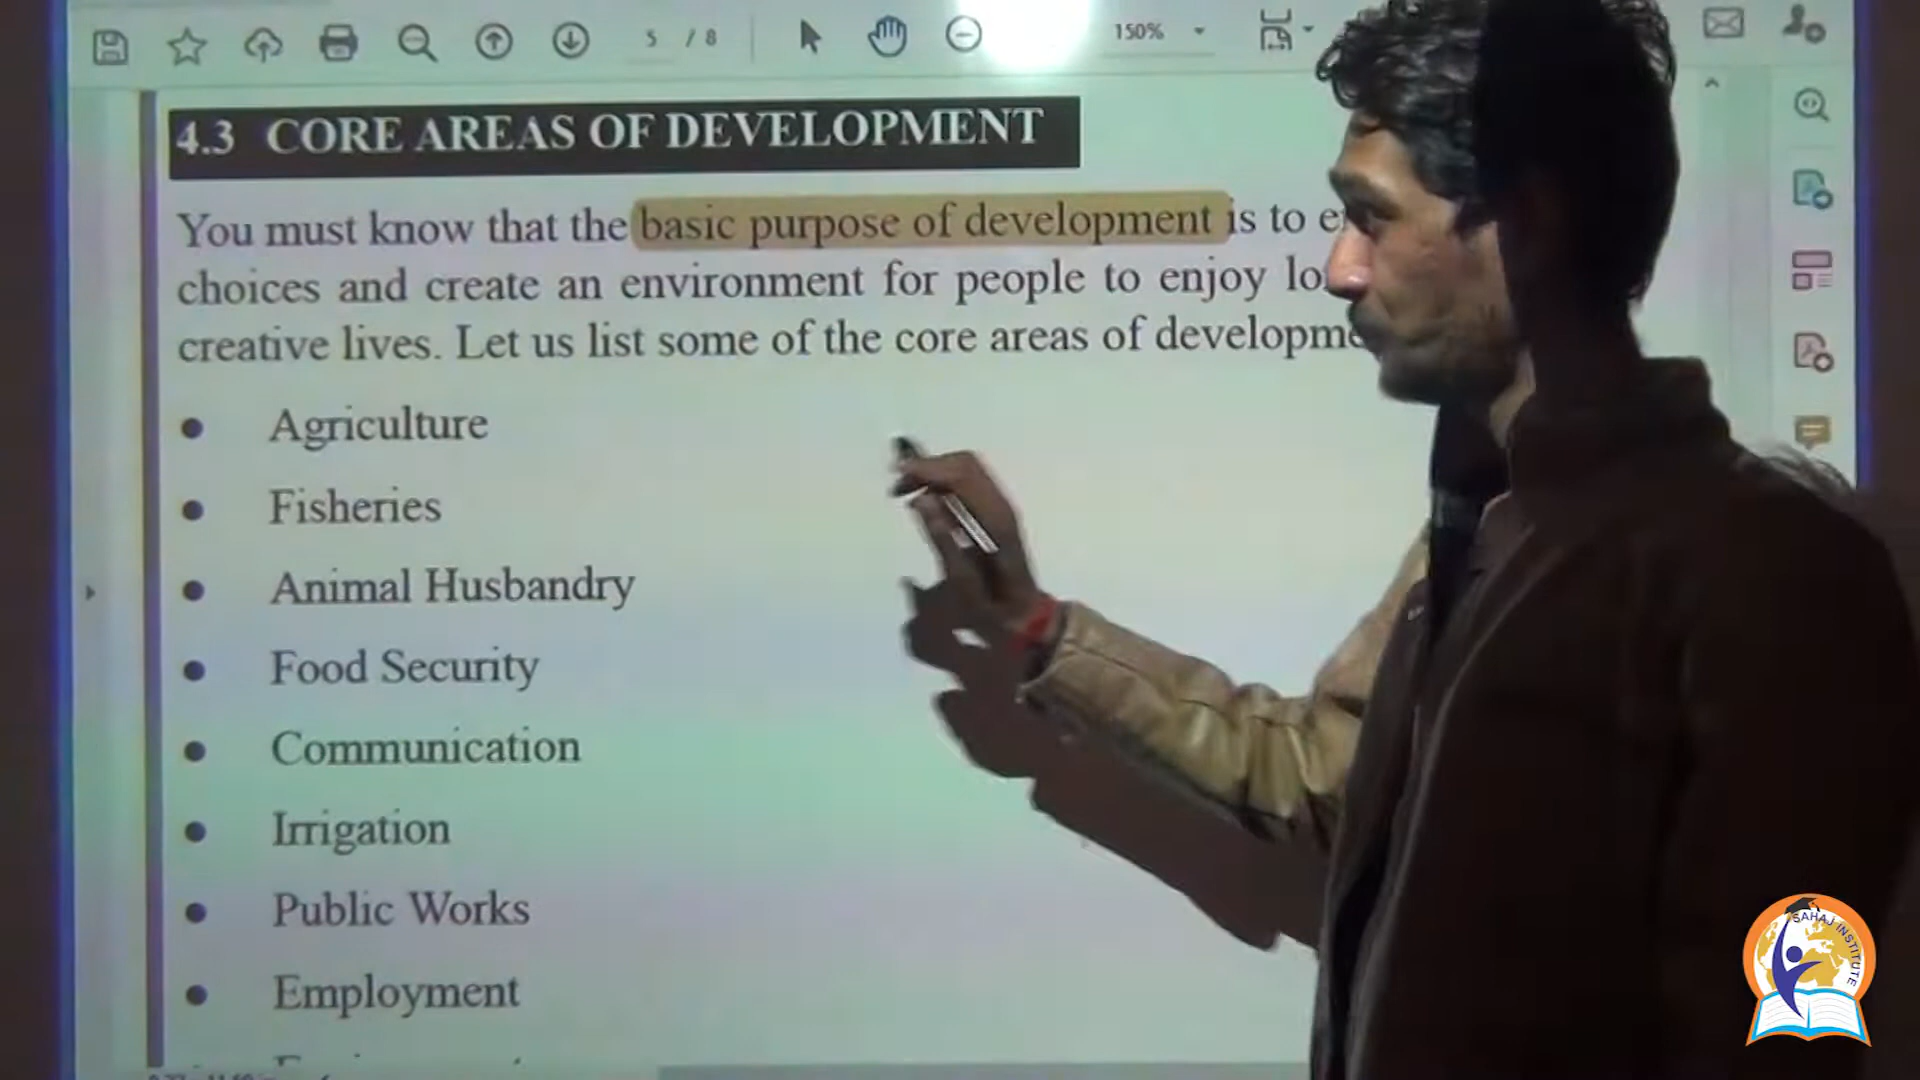 5 / 8
150%
4.3 CORE AREAS OF DEVELOPMENT
You must know that the basic purpose of development is to
choices and create an environment for people to enjoy
creative lives. Let us list some of the core areas of
• Agriculture
• Fisheries
• Animal Husbandry
• Food Security
• Communication
• Irrigation
• Public Works
• Employment
SAHAJ INSTITUTE